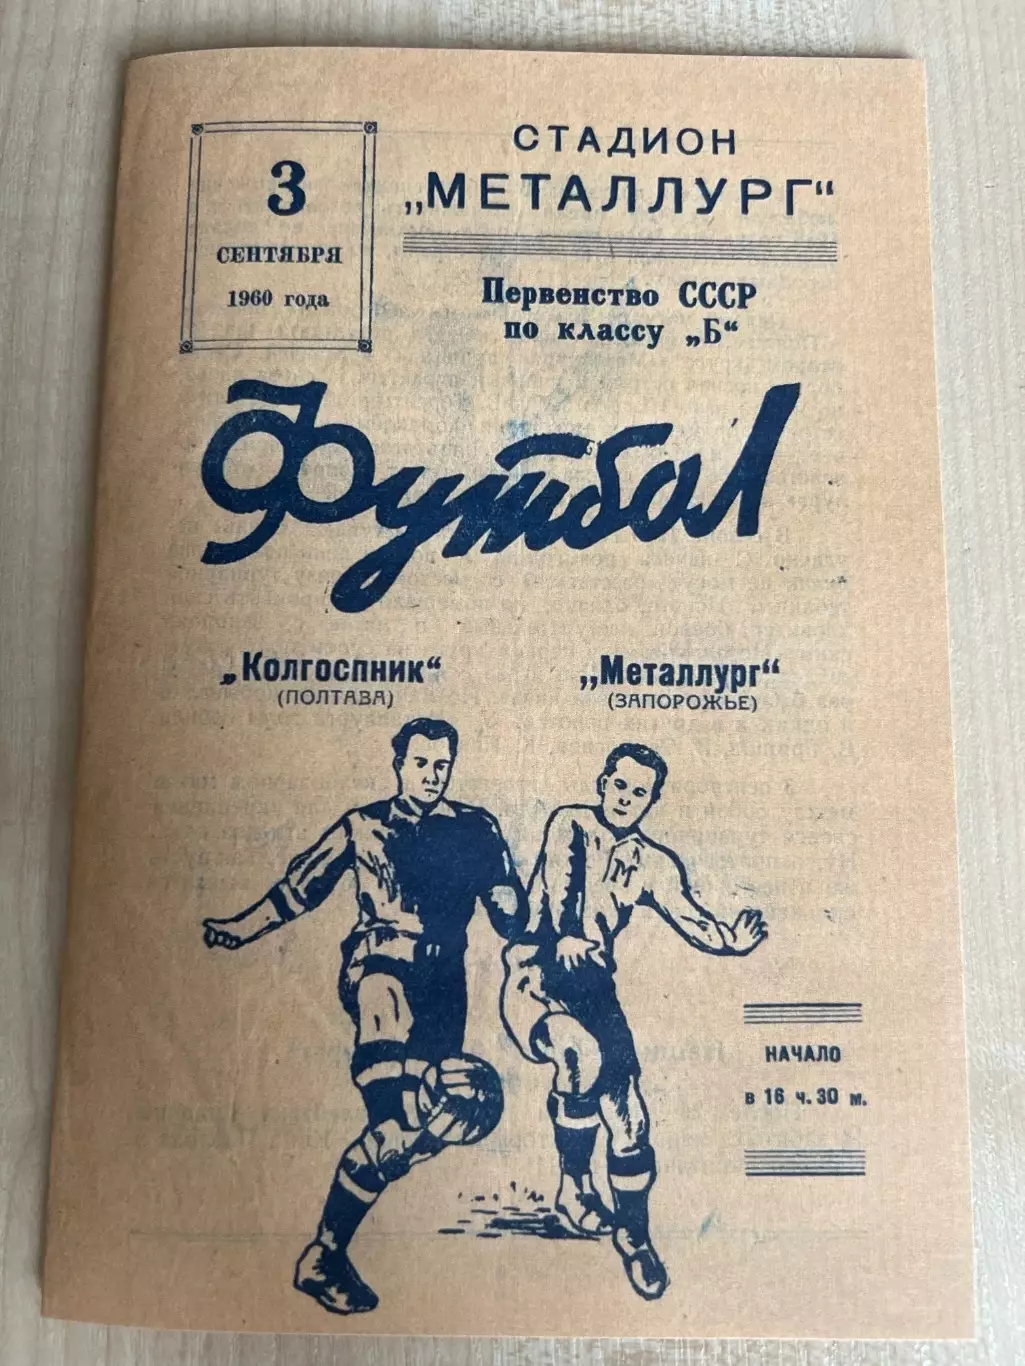 3
СЕНТЯБРЯ
1960 года
СТАДИОН
„МЕТАЛЛУРГ“
Первенство СССР
по классу „Б“
Футбол
„Колгоспник“
(ПОЛТАВА)
„Металлург“
(ЗАПОРОЖЬЕ)
М
НАЧАЛО
в 16 ч. 30 м.